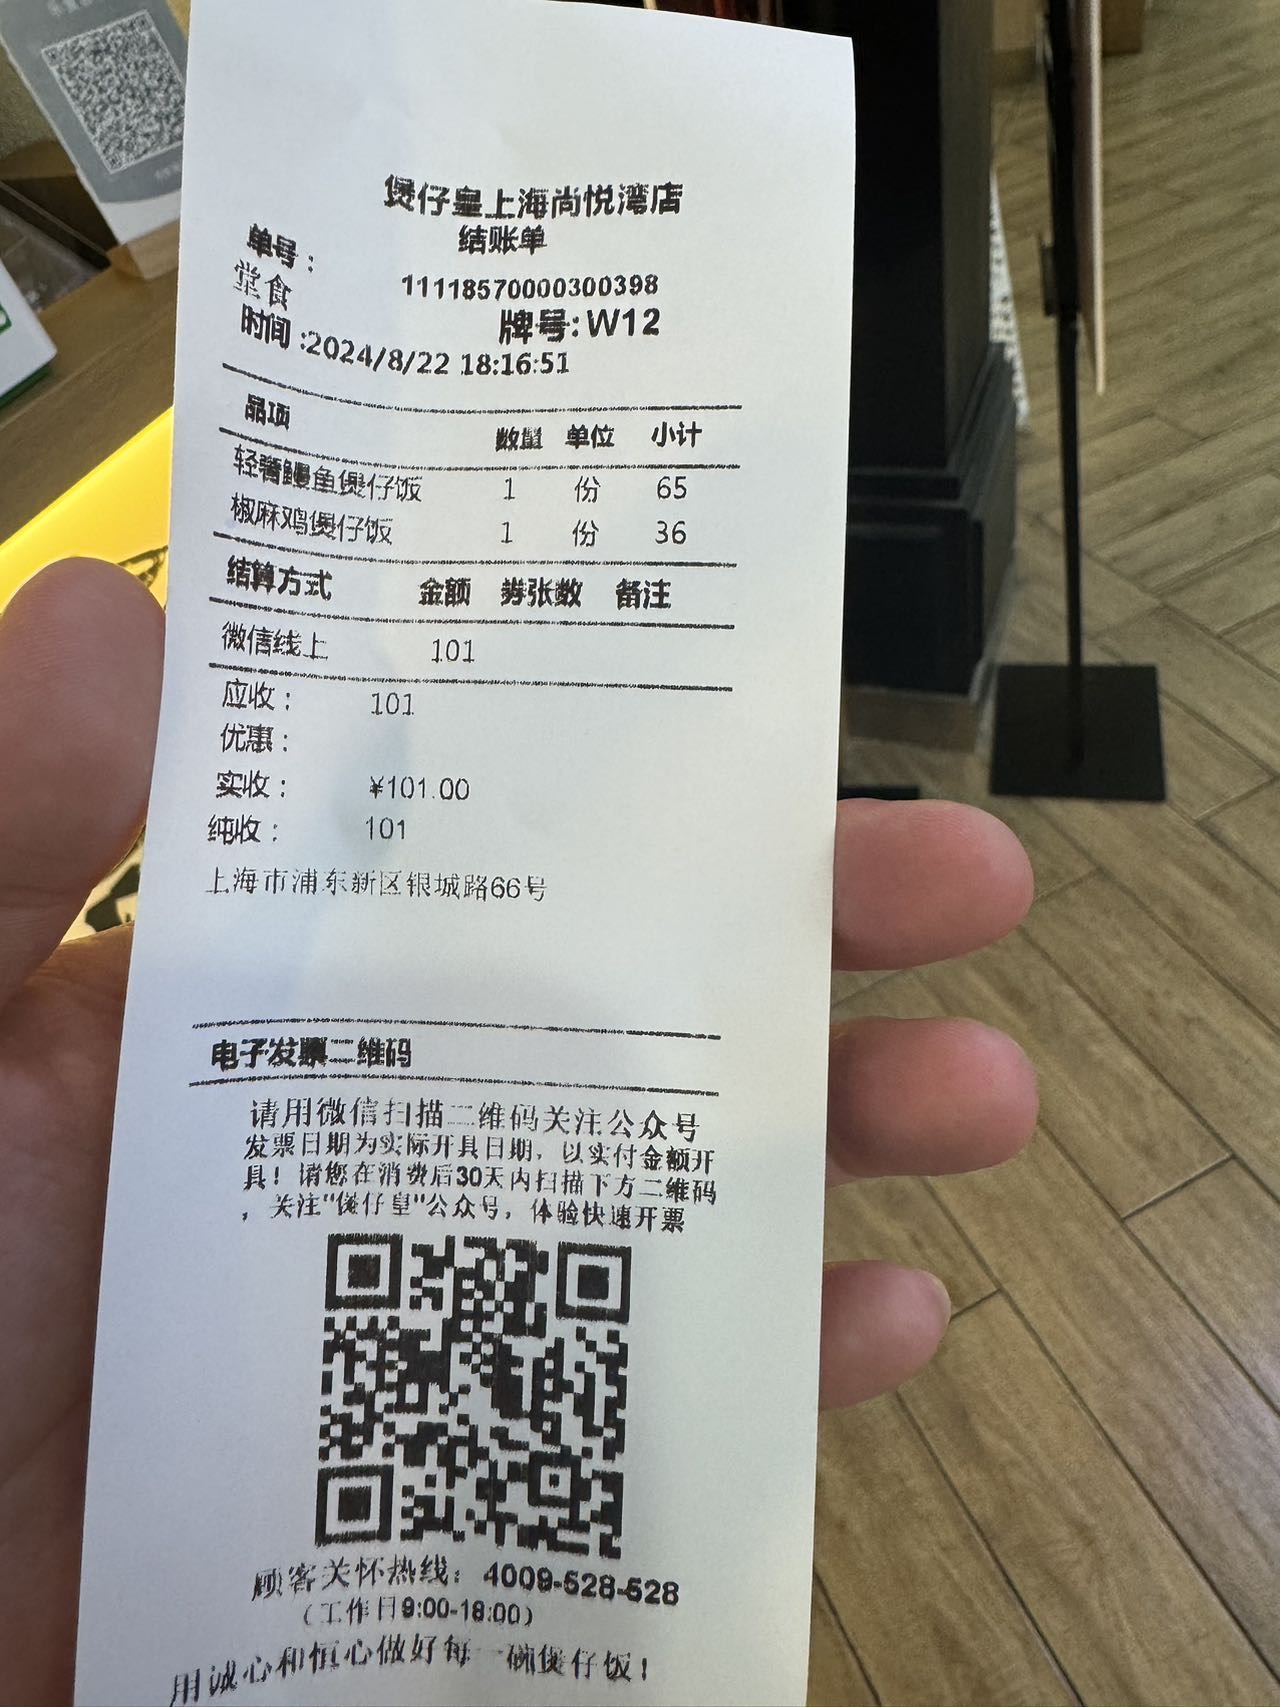 煲仔皇上海尚悦湾店
结账单
单号：
11118570000300398
堂食
牌号:W12
时间:2024/8/22 18:16:51
品项 数量 单位 小计
轻酱鳗鱼煲仔饭 1 份 65
椒麻鸡煲仔饭 1 份 36
结算方式 金额 券张数 备注
微信线上 101
应收： 101
优惠：
实收： ¥101.00
纯收： 101
上海市浦东新区银城路66号
电子发票二维码
请用微信扫描二维码关注公众号
发票日期为实际开具日期，以实付金额开
具！请您在消费后30天内扫描下方二维码
，关注"煲仔皇"公众号，体验快速开票
顾客关怀热线：4009-528-528
（工作日9:00-18:00）
用诚心和恒心做好每一碗煲仔饭！